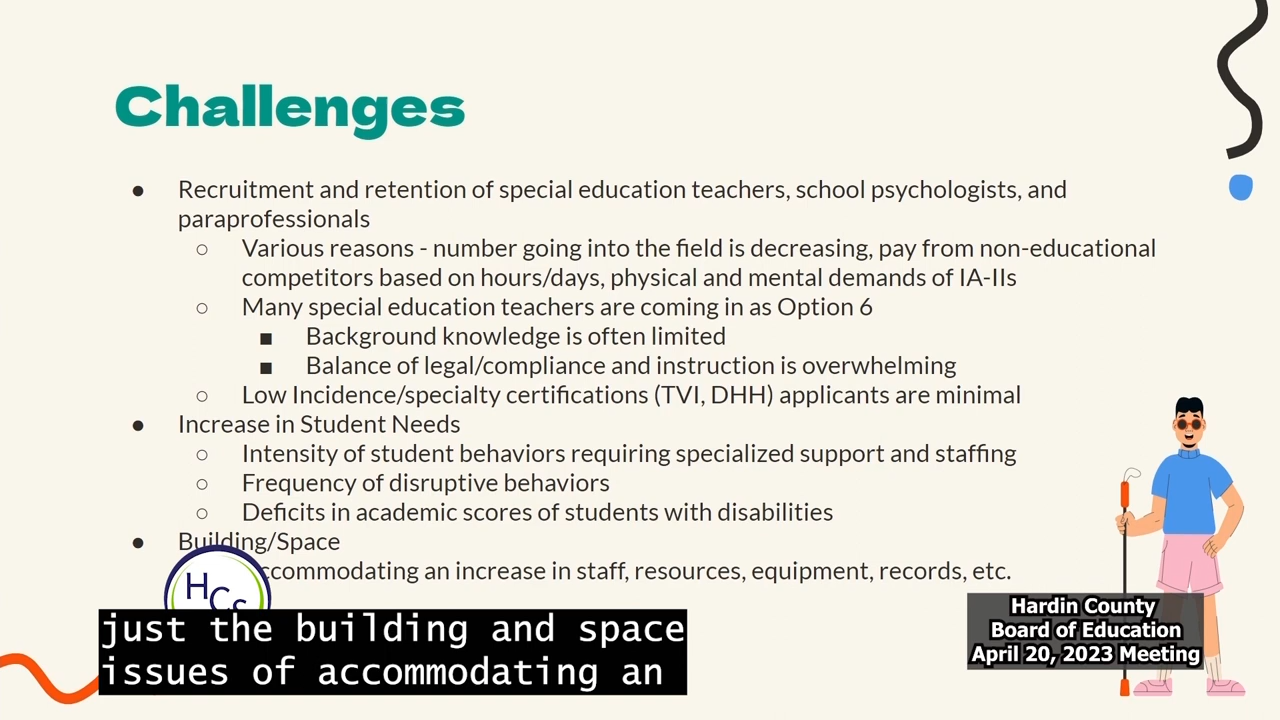 Challenges
● Recruitment and retention of special education teachers, school psychologists, and
paraprofessionals
○ Various reasons - number going into the field is decreasing, pay from non-educational
competitors based on hours/days, physical and mental demands of IA-IIs
○ Many special education teachers are coming in as Option 6
■ Background knowledge is often limited
■ Balance of legal/compliance and instruction is overwhelming
○ Low Incidence/specialty certifications (TVI, DHH) applicants are minimal
● Increase in Student Needs
○ Intensity of student behaviors requiring specialized support and staffing
○ Frequency of disruptive behaviors
○ Deficits in academic scores of students with disabilities
● Building/Space
ccommodating an increase in staff, resources, equipment, records, etc.
HCS
just the building and space
issues of accommodating an
Hardin County
Board of Education
April 20, 2023 Meeting